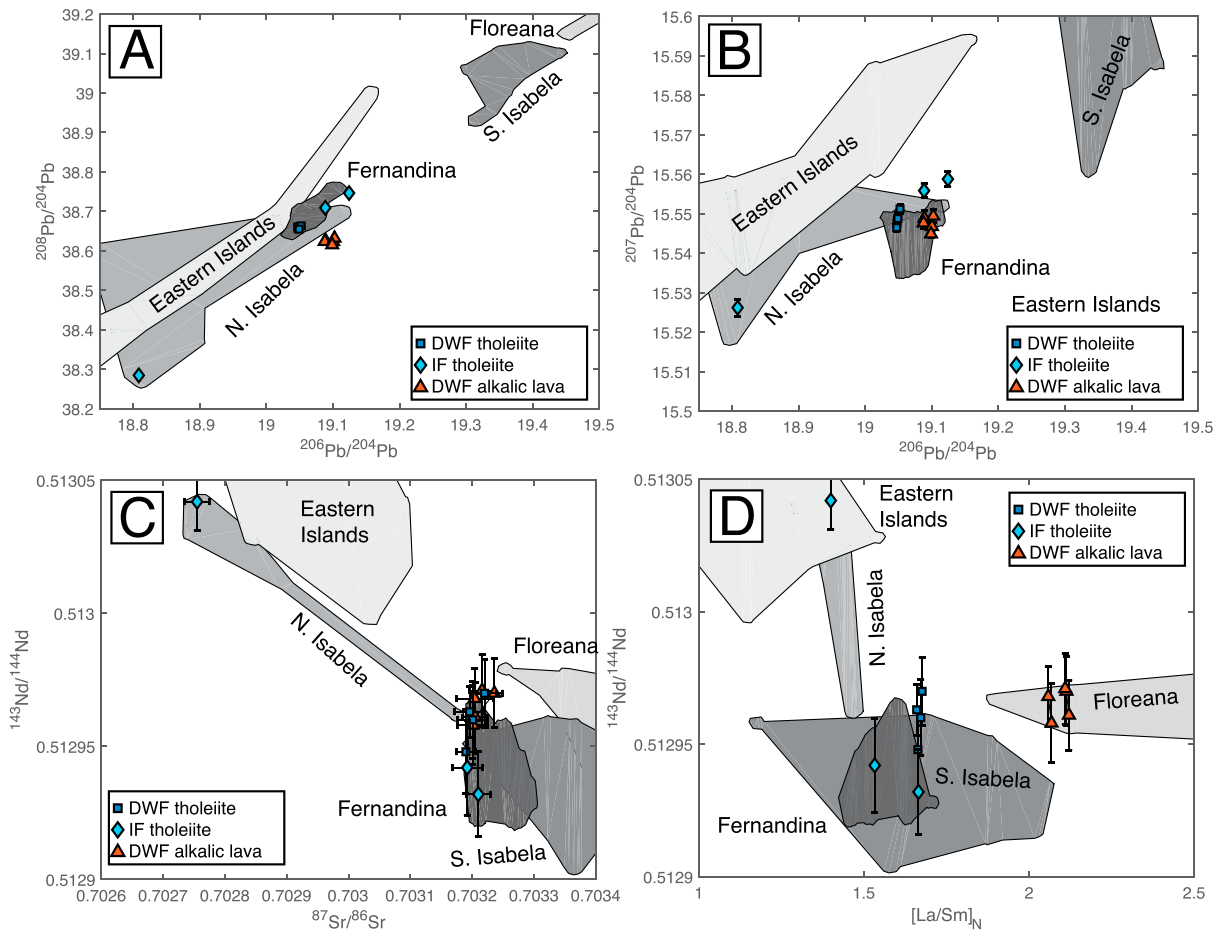 A
39.2
39.1
39
38.9
38.8
38.7
38.6
38.5
38.4
38.3
38.2
208Pb/204Pb
Floreana
S. Isabela
Fernandina
Eastern Islands
N. Isabela
DWF tholeiite
IF tholeiite
DWF alkalic lava
18.8
18.9
19
19.1
19.2
19.3
19.4
19.5
206Pb/204Pb
B
15.6
15.59
15.58
15.57
15.56
15.55
15.54
15.53
15.52
15.51
15.5
207Pb/204Pb
S. Isabela
Eastern Islands
N. Isabela
Fernandina
Eastern Islands
DWF tholeiite
IF tholeiite
DWF alkalic lava
18.8
18.9
19
19.1
19.2
19.3
19.4
19.5
206Pb/204Pb
C
0.51305
0.513
0.51295
0.5129
143Nd/144Nd
Eastern
Islands
N. Isabela
Floreana
Fernandina
S. Isabela
DWF tholeiite
IF tholeiite
DWF alkalic lava
0.7026
0.7027
0.7028
0.7029
0.703
0.7031
0.7032
0.7033
0.7034
87Sr/86Sr
D
0.51305
0.513
0.51295
0.5129
143Nd/144Nd
Eastern
Islands
DWF tholeiite
IF tholeiite
DWF alkalic lava
N. Isabela
Floreana
S. Isabela
Fernandina
1
1.5
2
2.5
[La/Sm]N